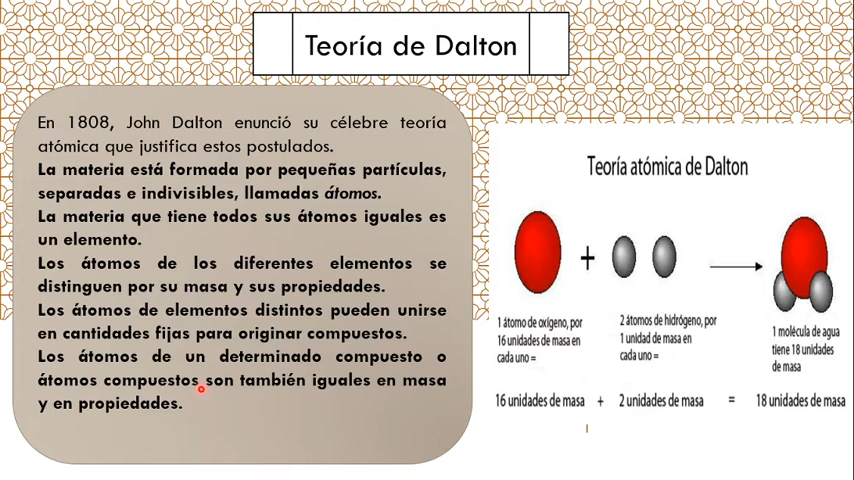 Teoría de Dalton
En 1808, John Dalton enunció su célebre teoría
atómica que justifica estos postulados.
La materia está formada por pequeñas partículas,
separadas e indivisibles, llamadas átomos.
La materia que tiene todos sus átomos iguales es
un elemento.
Los átomos de los diferentes elementos se
distinguen por su masa y sus propiedades.
Los átomos de elementos distintos pueden unirse
en cantidades fijas para originar compuestos.
Los átomos de un determinado compuesto o
átomos compuestos son también iguales en masa
y en propiedades.
Teoría atómica de Dalton
+
1 átomo de oxígeno, por
16 unidades de masa en
cada uno =
2 átomos de hidrógeno, por
1 unidad de masa en
cada uno =
1 molécula de agua
tiene 18 unidades
de masa
16 unidades de masa + 2 unidades de masa = 18 unidades de masa